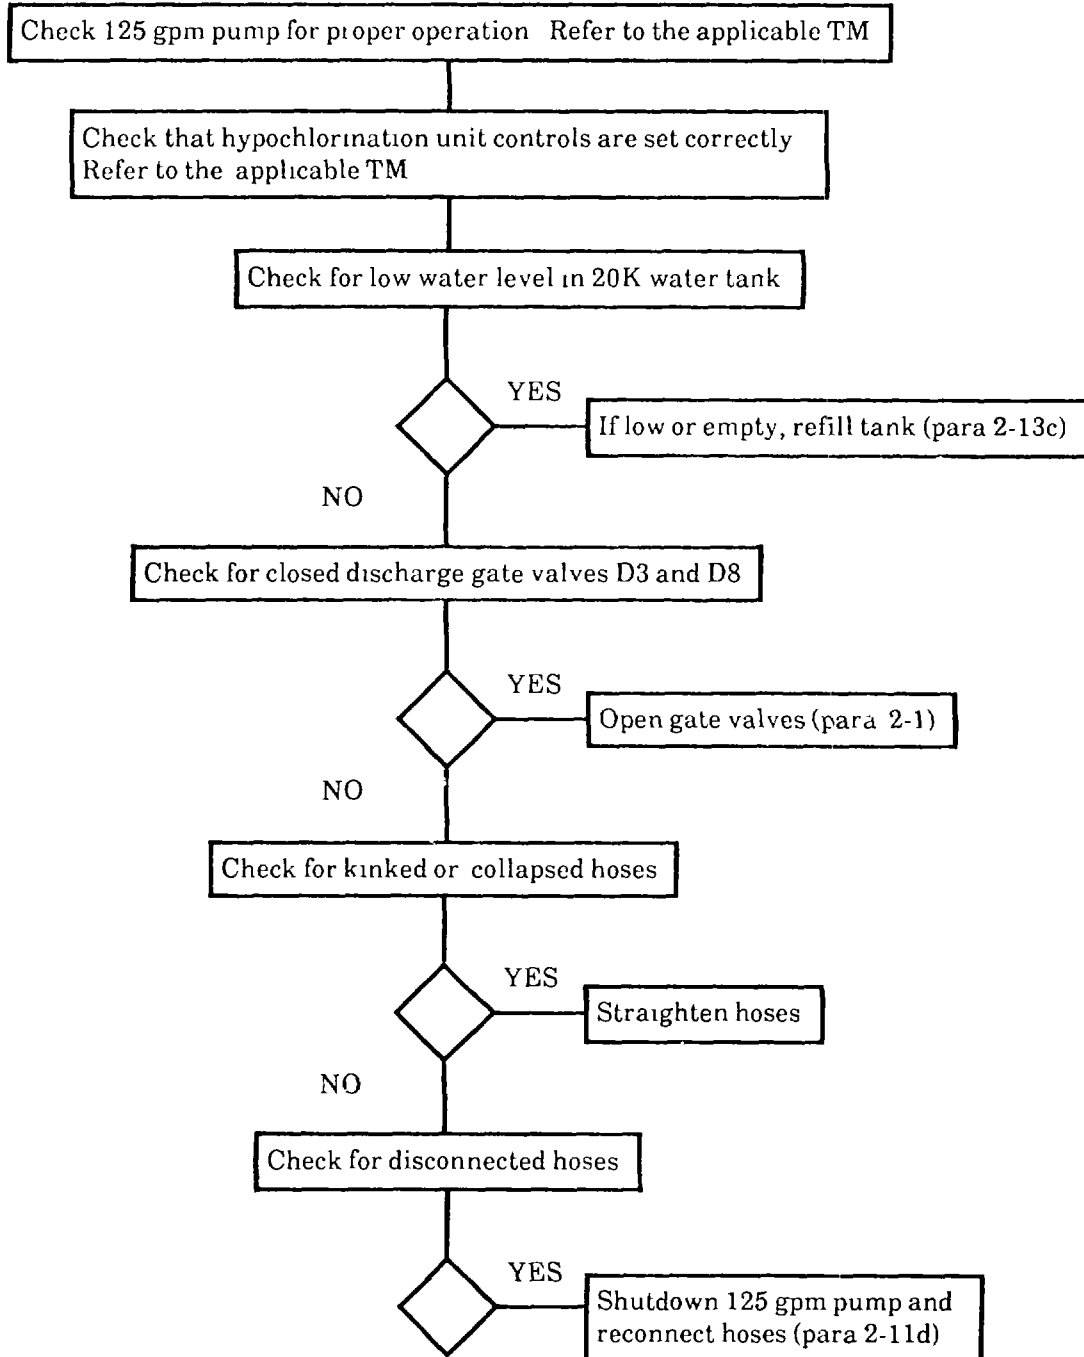 Check 125 gpm pump for proper operation Refer to the applicable TM
Check that hypochlorination unit controls are set correctly
Refer to the applicable TM
Check for low water level in 20K water tank
YES
If low or empty, refill tank (para 2-13c)
NO
Check for closed discharge gate valves D3 and D8
YES
Open gate valves (para 2-1)
NO
Check for kinked or collapsed hoses
YES
Straighten hoses
NO
Check for disconnected hoses
YES
Shutdown 125 gpm pump and
reconnect hoses (para 2-11d)